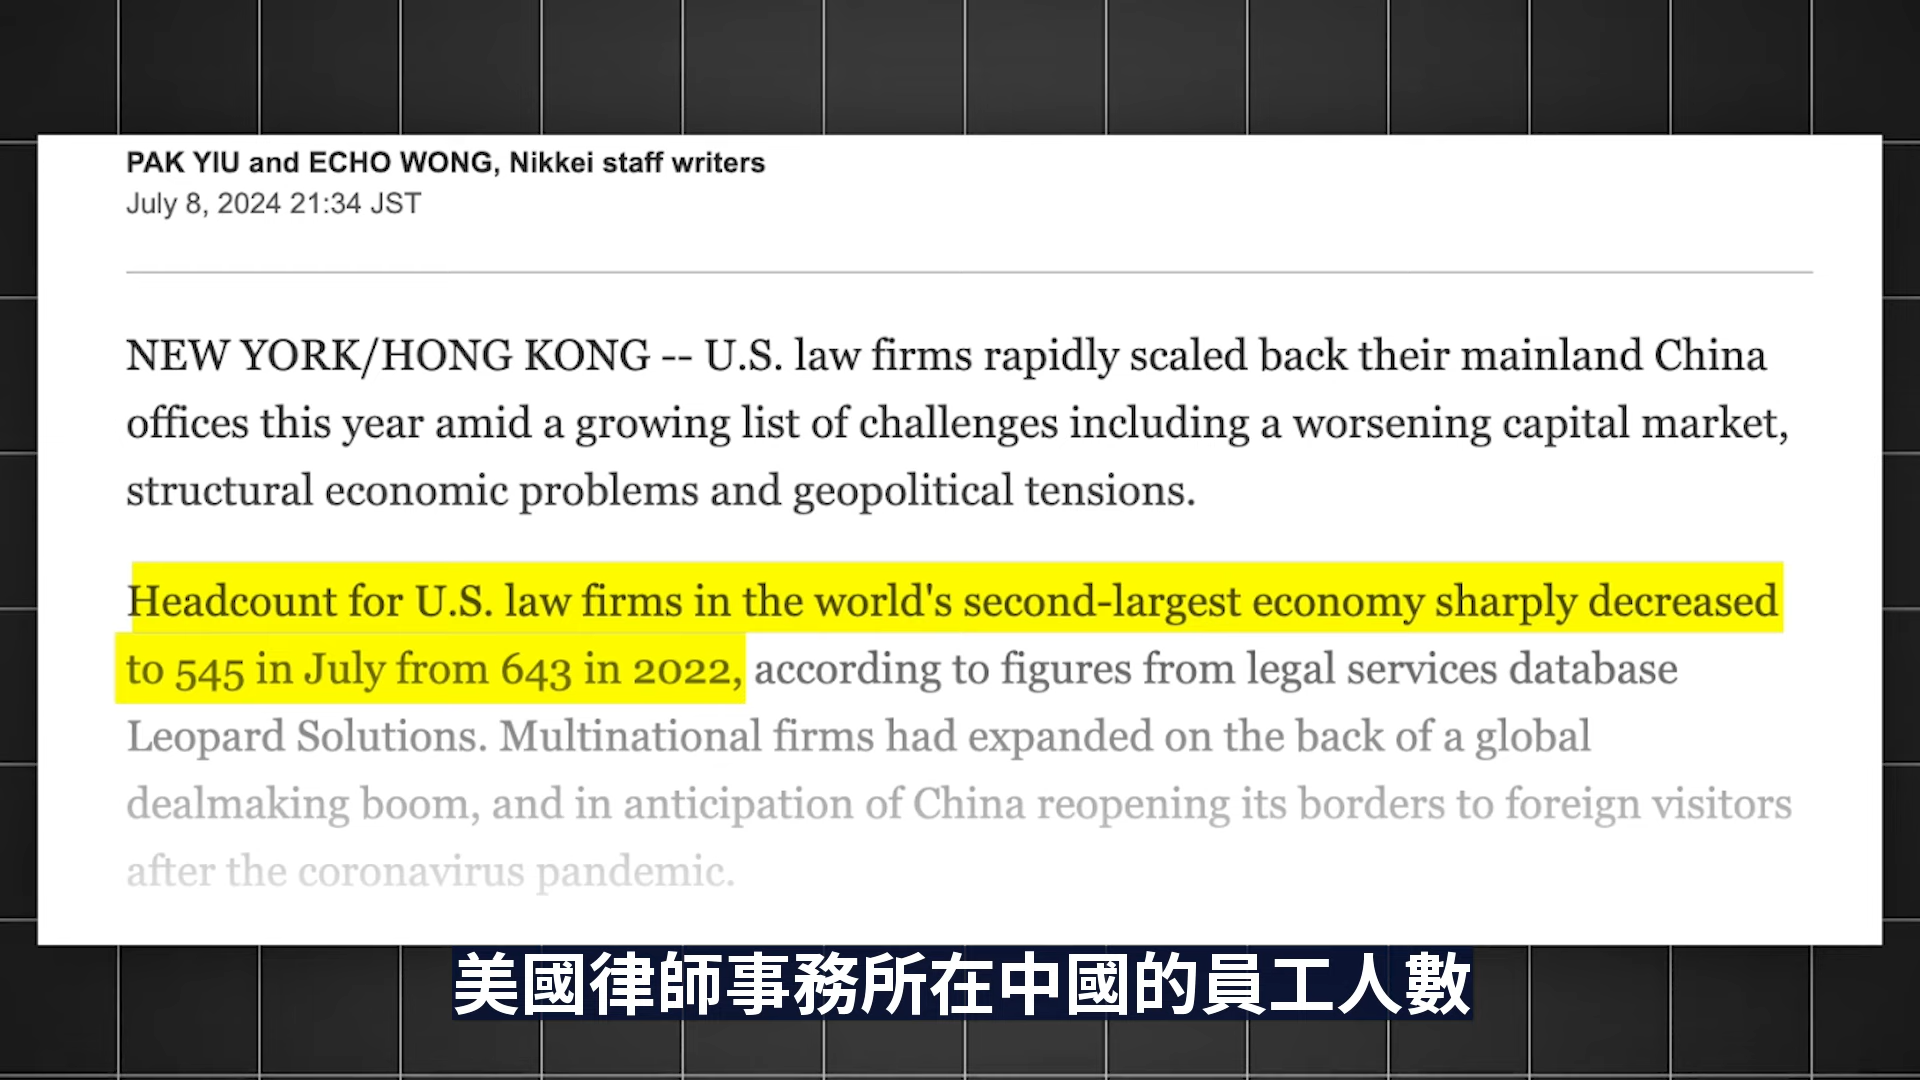 PAK YIU and ECHO WONG, Nikkei staff writers
July 8, 2024 21:34 JST
NEW YORK/HONG KONG -- U.S. law firms rapidly scaled back their mainland China
offices this year amid a growing list of challenges including a worsening capital market,
structural economic problems and geopolitical tensions.
Headcount for U.S. law firms in the world's second-largest economy sharply decreased
to 545 in July from 643 in 2022, according to figures from legal services database
Leopard Solutions. Multinational firms had expanded on the back of a global
dealmaking boom, and in anticipation of China reopening its borders to foreign visitors
after the coronavirus pandemic.
美國律師事務所在中國的員工人數